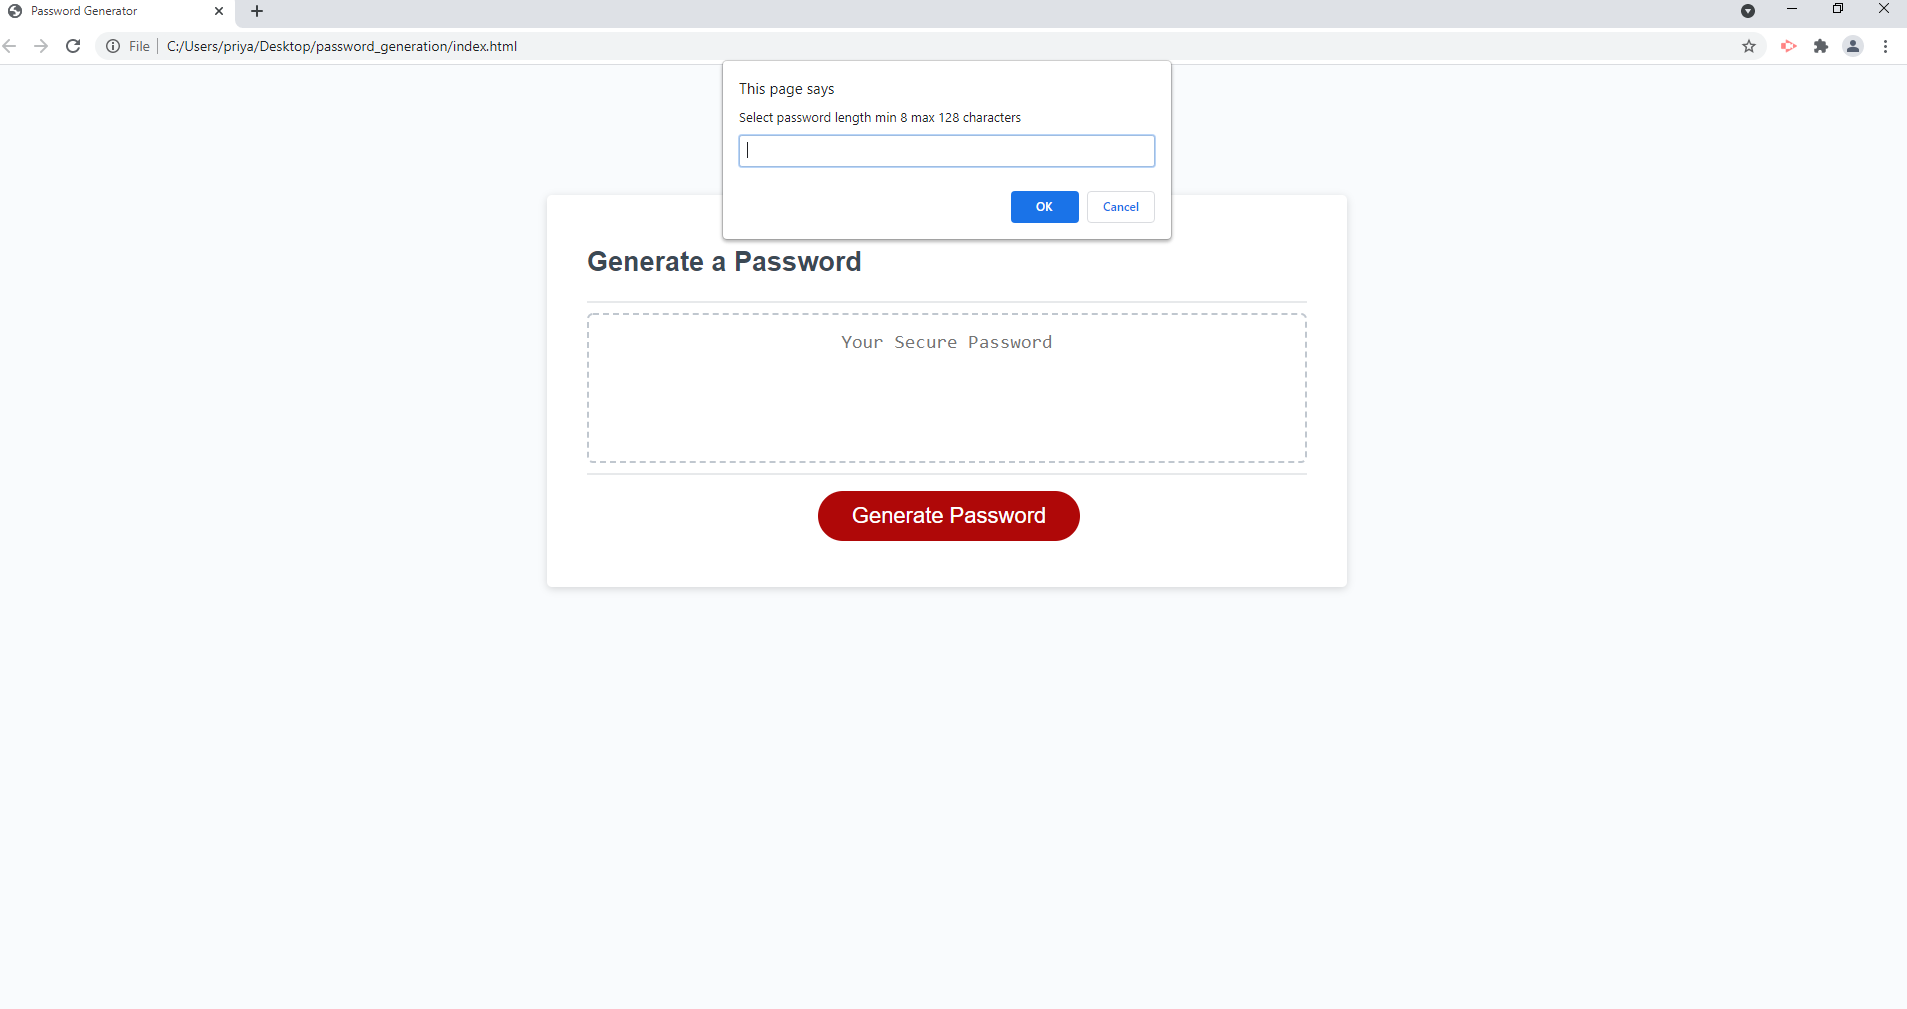 Password Generator
File
C:/Users/priya/Desktop/password_generation/index.html
This page says
Select password length min 8 max 128 characters
OK
Cancel
Generate a Password
Your Secure Password
Generate Password